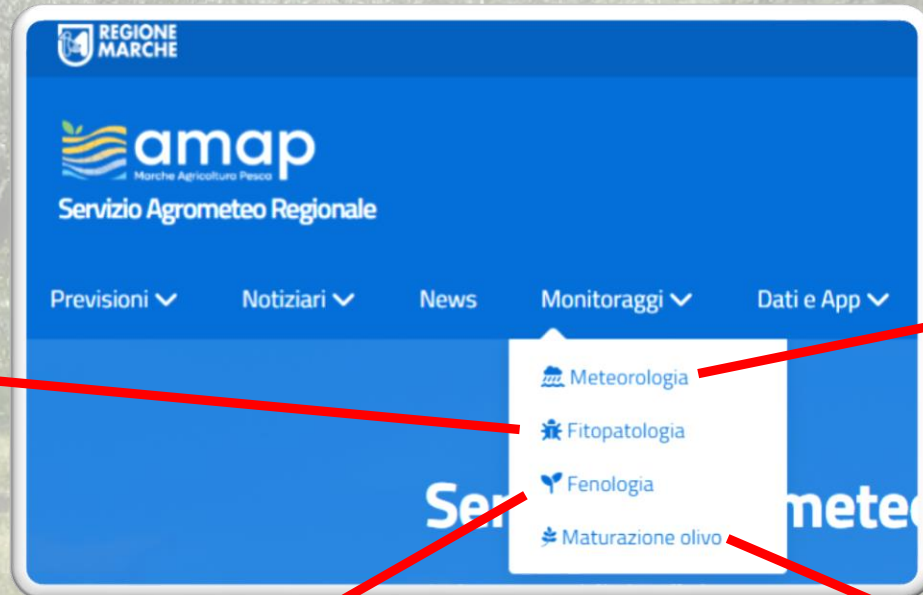 REGIONE
MARCHE
amap
Marche Agricoltura Pesca
Servizio Agrometeo Regionale
Previsioni Notiziari News Monitoraggi Dati e App
Meteorologia
Fitopatologia
Fenologia
Maturazione olivo